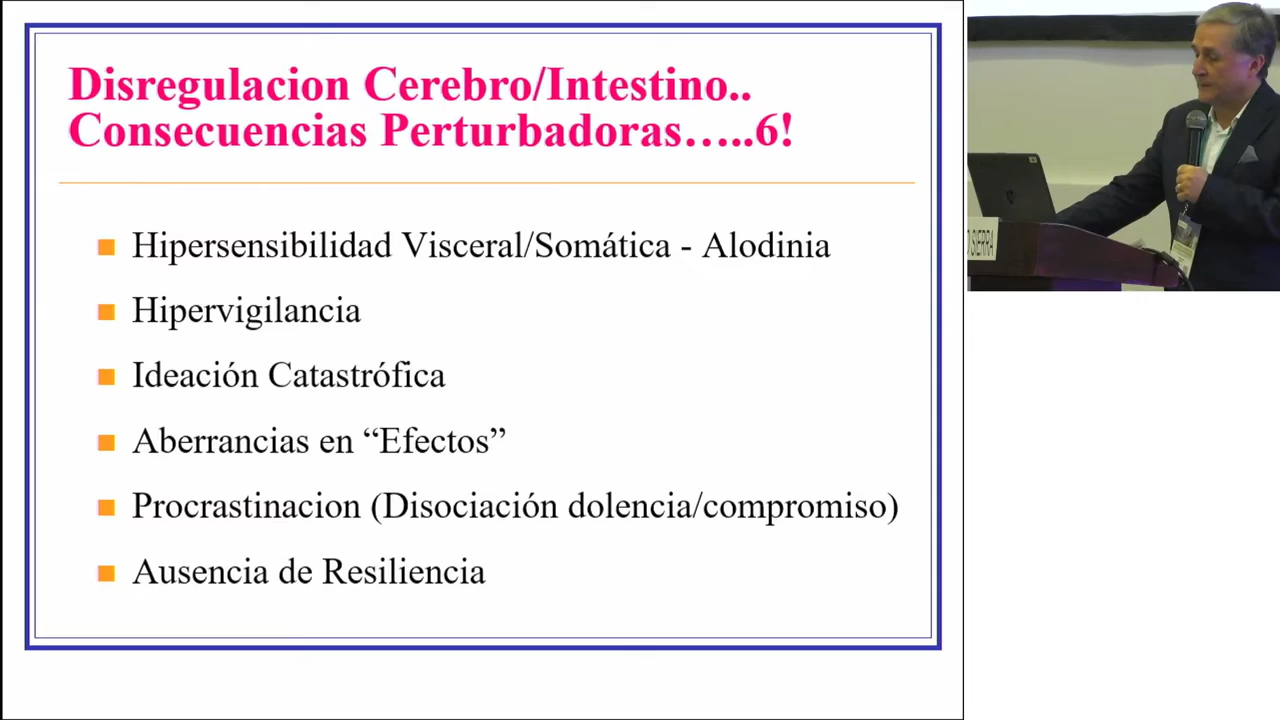 Disregulacion Cerebro/Intestino..
Consecuencias Perturbadoras…..6!
Hipersensibilidad Visceral/Somática - Alodinia
Hipervigilancia
Ideación Catastrófica
Aberrancias en “Efectos”
Procrastinacion (Disociación dolencia/compromiso)
Ausencia de Resiliencia
SIERRA